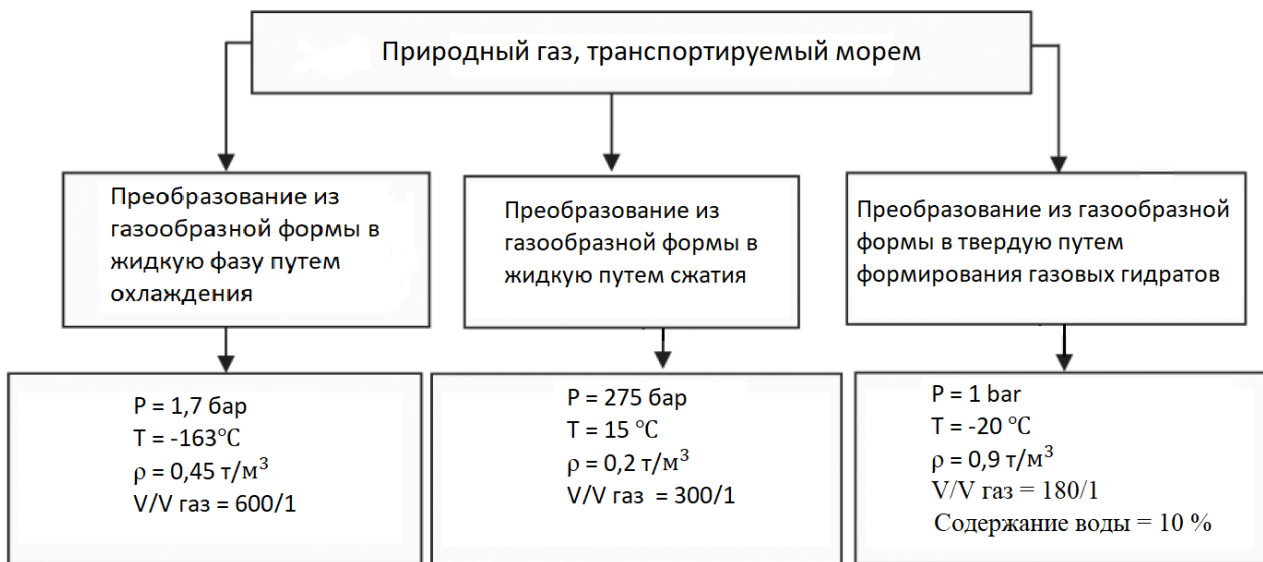 Природный газ, транспортируемый морем
Преобразование из
газообразной формы в
жидкую фазу путем
охлаждения
Преобразование из
газообразной формы в
жидкую путем сжатия
Преобразование из газообразной
формы в твердую путем
формирования газовых гидратов
P = 1,7 бар
T = -163℃
ρ = 0,45 т/м³
V/V газ = 600/1
P = 275 бар
T = 15 ℃
ρ = 0,2 т/м³
V/V газ = 300/1
P = 1 bar
T = -20 ℃
ρ = 0,9 т/м³
V/V газ = 180/1
Содержание воды = 10 %